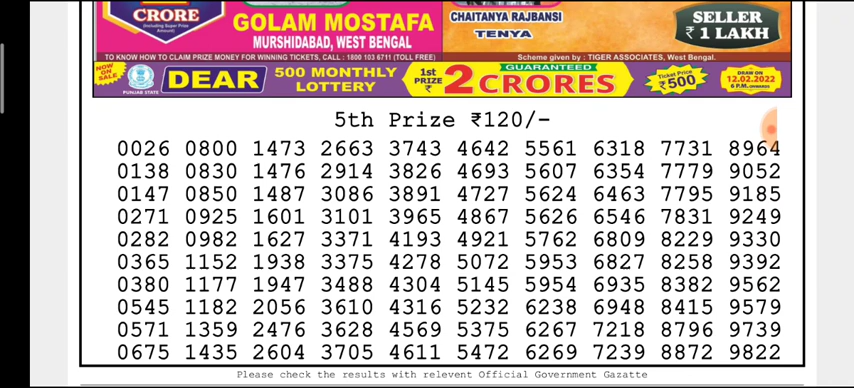 CRORE
(Including Super Prize Amount)
GOLAM MOSTAFA
MURSHIDABAD, WEST BENGAL
CHAITANYA RAJBANSI
TENYA
SELLER
₹ 1 LAKH
TO KNOW HOW TO CLAIM PRIZE MONEY FOR WINNING TICKETS, CALL : 1800 103 6711 (TOLL FREE)
Scheme given by : TIGER ASSOCIATES, West Bengal.
NOW ON SALE
PUNJAB STATE
DEAR
500 MONTHLY
LOTTERY
1st
PRIZE
₹
GUARANTEED
2 CRORES
Ticket Price
₹500
DRAW ON
12.02.2022
6 P.M. ONWARDS
5th Prize ₹120/-
0026 0800 1473 2663 3743 4642 5561 6318 7731 8964
0138 0830 1476 2914 3826 4693 5607 6354 7779 9052
0147 0850 1487 3086 3891 4727 5624 6463 7795 9185
0271 0925 1601 3101 3965 4867 5626 6546 7831 9249
0282 0982 1627 3371 4193 4921 5762 6809 8229 9330
0365 1152 1938 3375 4278 5072 5953 6827 8258 9392
0380 1177 1947 3488 4304 5145 5954 6935 8382 9562
0545 1182 2056 3610 4316 5232 6238 6948 8415 9579
0571 1359 2476 3628 4569 5375 6267 7218 8796 9739
0675 1435 2604 3705 4611 5472 6269 7239 8872 9822
Please check the results with relevent Official Government Gazatte